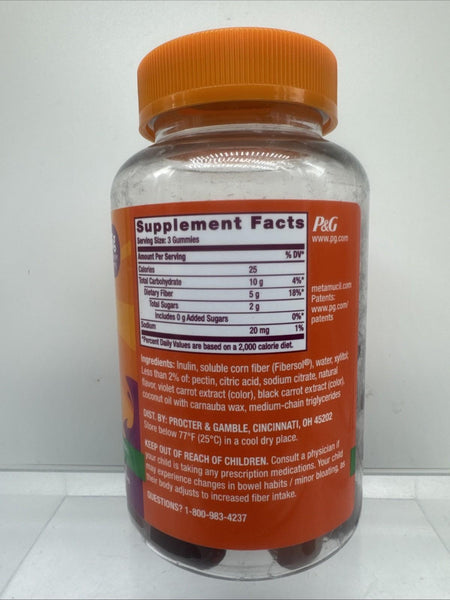 Supplement Facts
Serving Size: 3 Gummies
Amount Per Serving % DV*
Calories 25
Total Carbohydrate 10 g 4%*
Dietary Fiber 5 g 18%*
Total Sugars 2 g
Includes 0 g Added Sugars 0%*
Sodium 20 mg 1%
*Percent Daily Values are based on a 2,000 calorie diet.
P&G
www.pg.com
metamucil.com
Patents:
www.pg.com/
patents
Ingredients: Inulin, soluble corn fiber (Fibersol®), water, xylitol,
Less than 2% of: pectin, citric acid, sodium citrate, natural
flavor, violet carrot extract (color), black carrot extract (color),
coconut oil with carnauba wax, medium-chain triglycerides
DIST. BY: PROCTER & GAMBLE, CINCINNATI, OH 45202
Store below 77°F (25°C) in a cool dry place.
KEEP OUT OF REACH OF CHILDREN. Consult a physician if
your child is taking any prescription medications. Your child
may experience changes in bowel habits / minor bloating, as
their body adjusts to increased fiber intake.
QUESTIONS? 1-800-983-4237